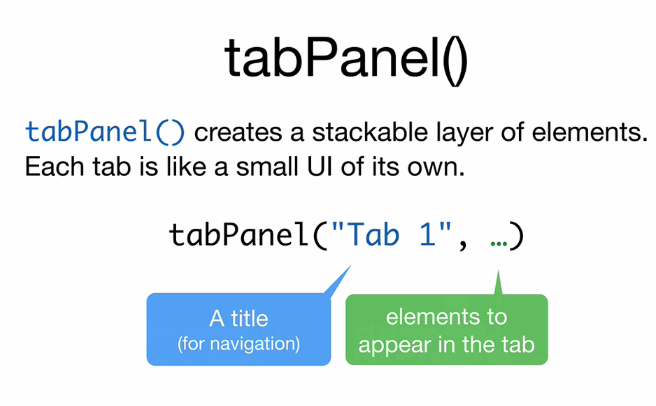 tabPanel()
tabPanel() creates a stackable layer of elements.
Each tab is like a small UI of its own.
tabPanel("Tab 1", …)
A title
(for navigation)
elements to
appear in the tab